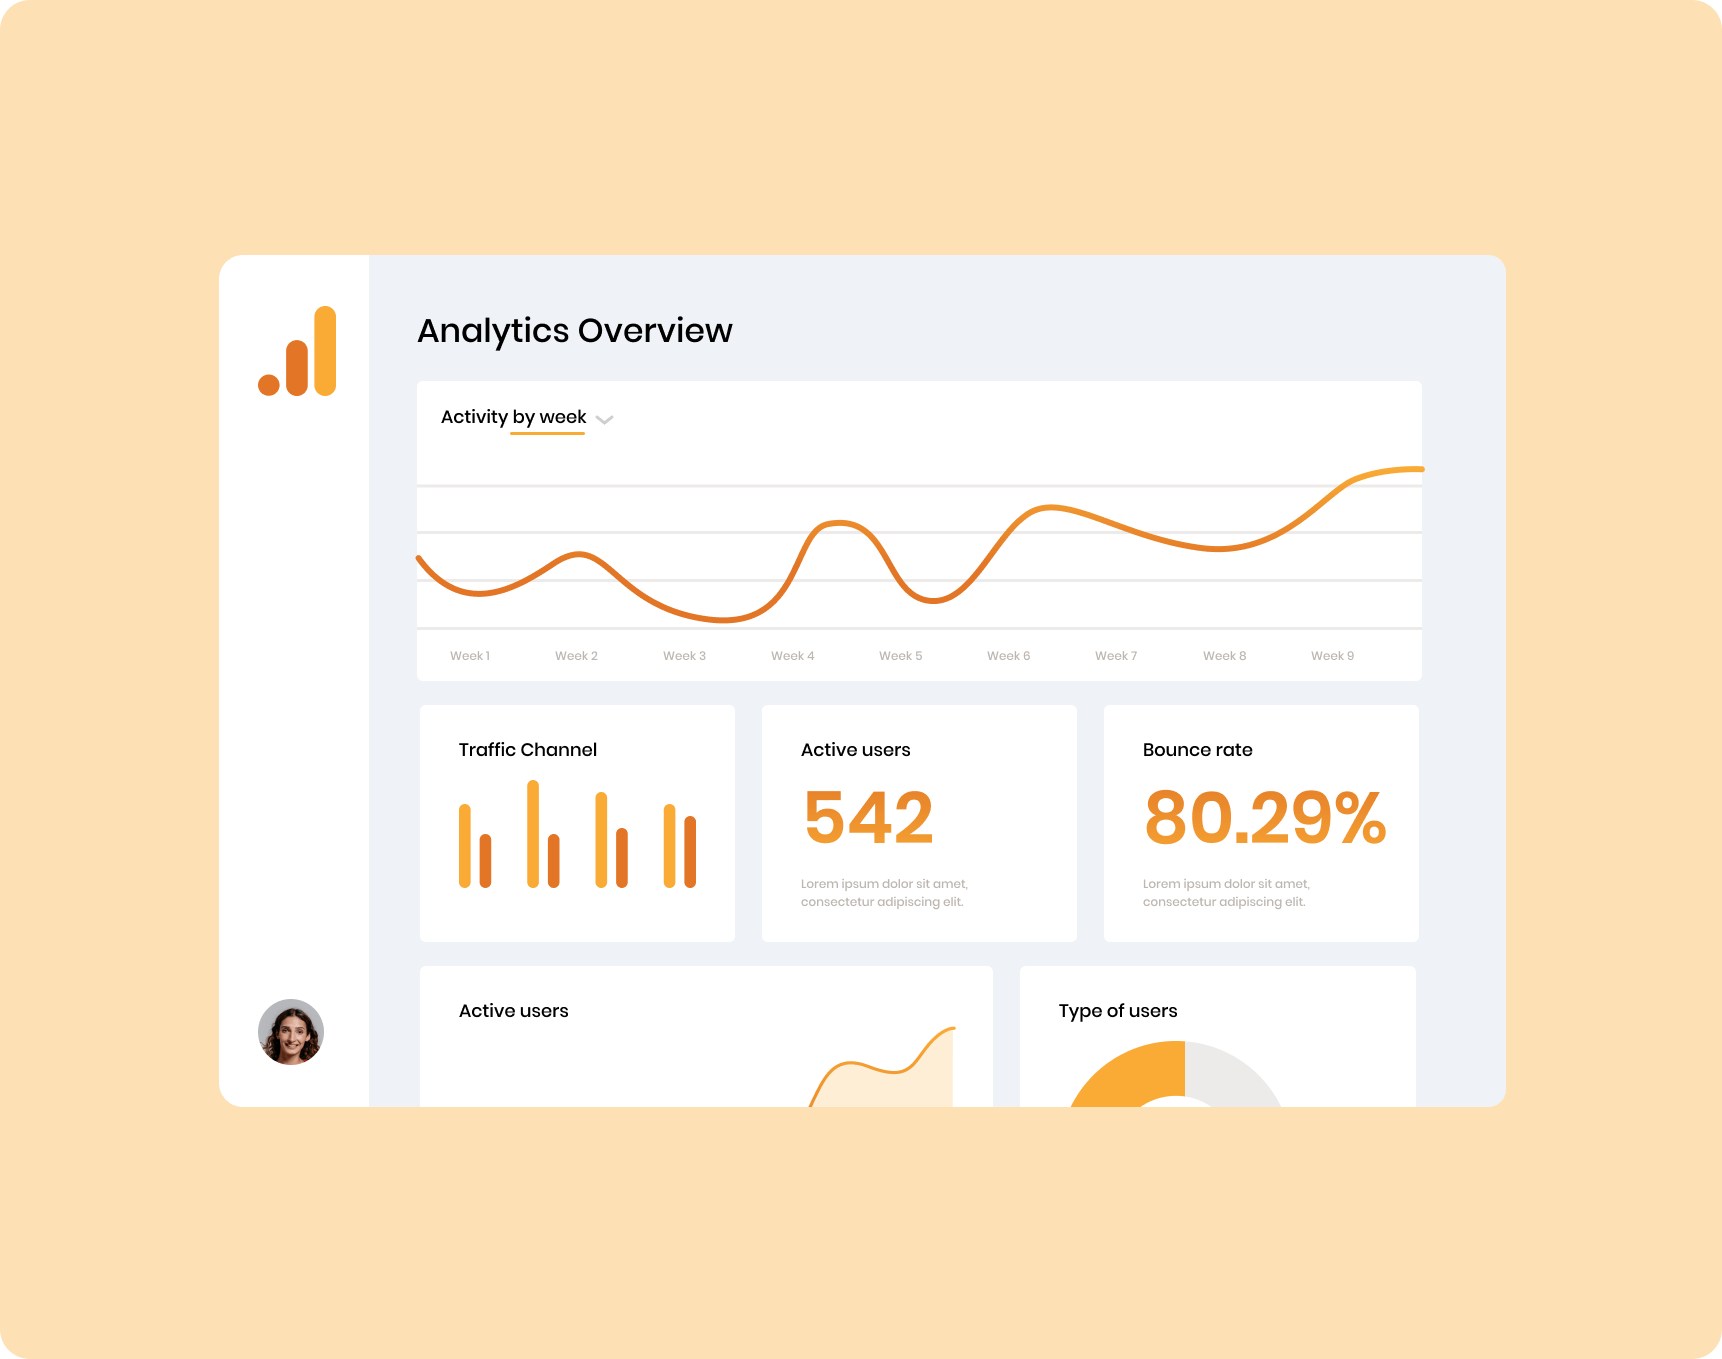 Analytics Overview
Activity by week
Week 1 Week 2 Week 3 Week 4 Week 5 Week 6 Week 7 Week 8 Week 9
Traffic Channel
Active users
542
Lorem ipsum dolor sit amet,
consectetur adipiscing elit.
Bounce rate
80.29%
Lorem ipsum dolor sit amet,
consectetur adipiscing elit.
Active users
Type of users